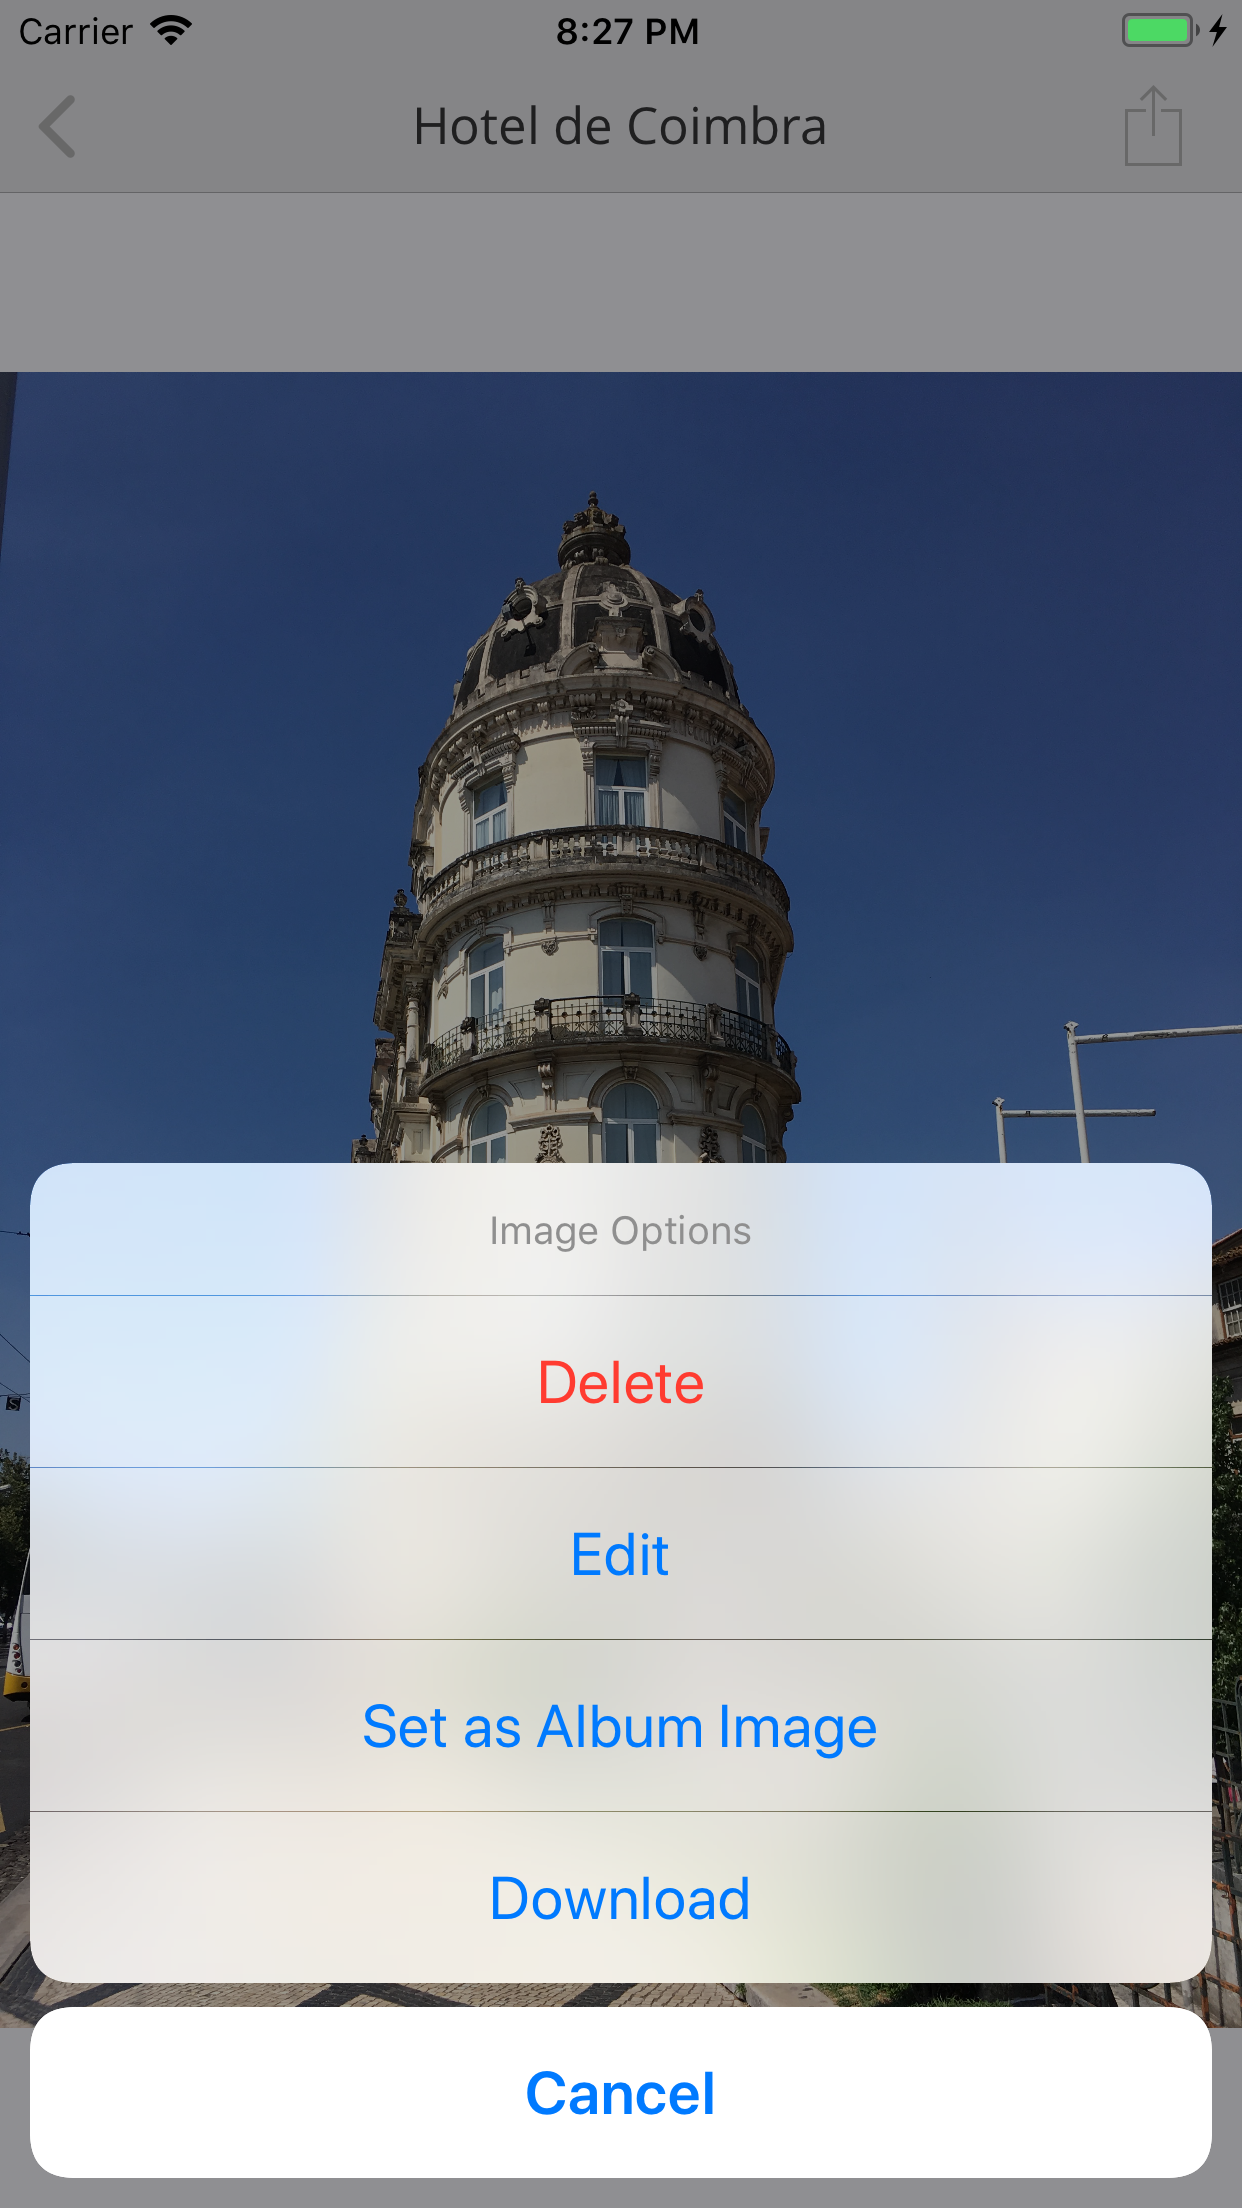 Carrier 8:27 PM
Hotel de Coimbra
Image Options
Delete
Edit
Set as Album Image
Download
Cancel